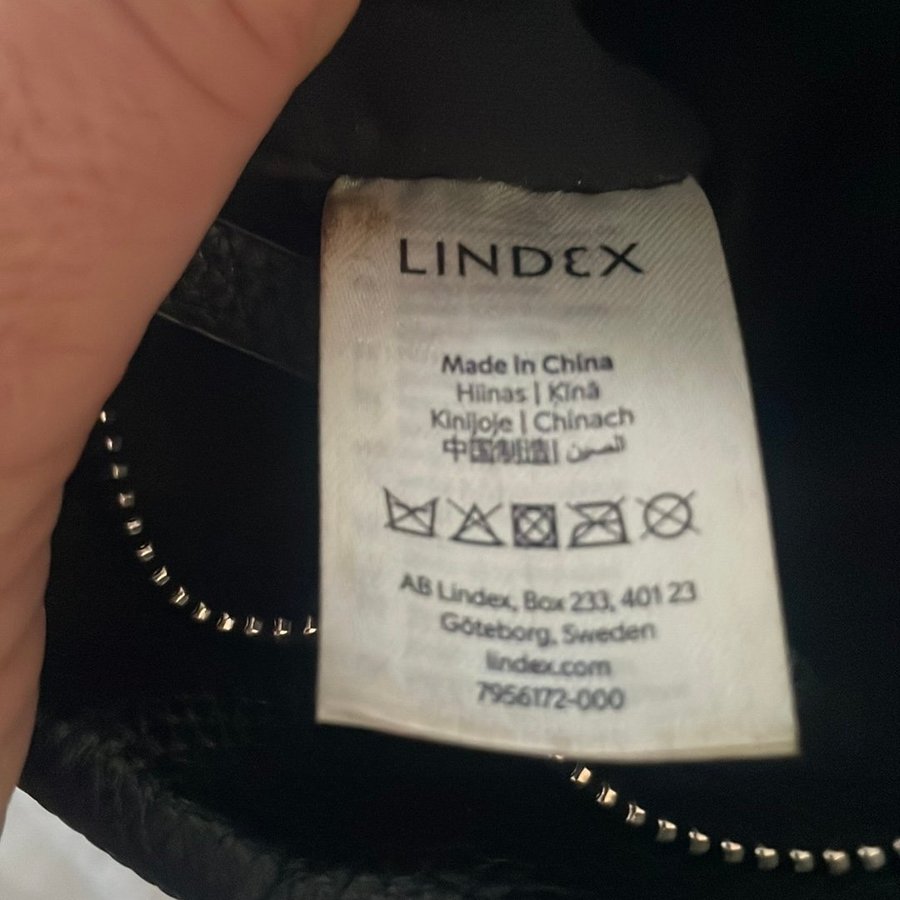 LINDEX
Made in China
Hiinas | Ķīnā
Kinijoje | Chinach
中国制造 | الصين
AB Lindex, Box 233, 401 23
Göteborg, Sweden
lindex.com
7956172-000